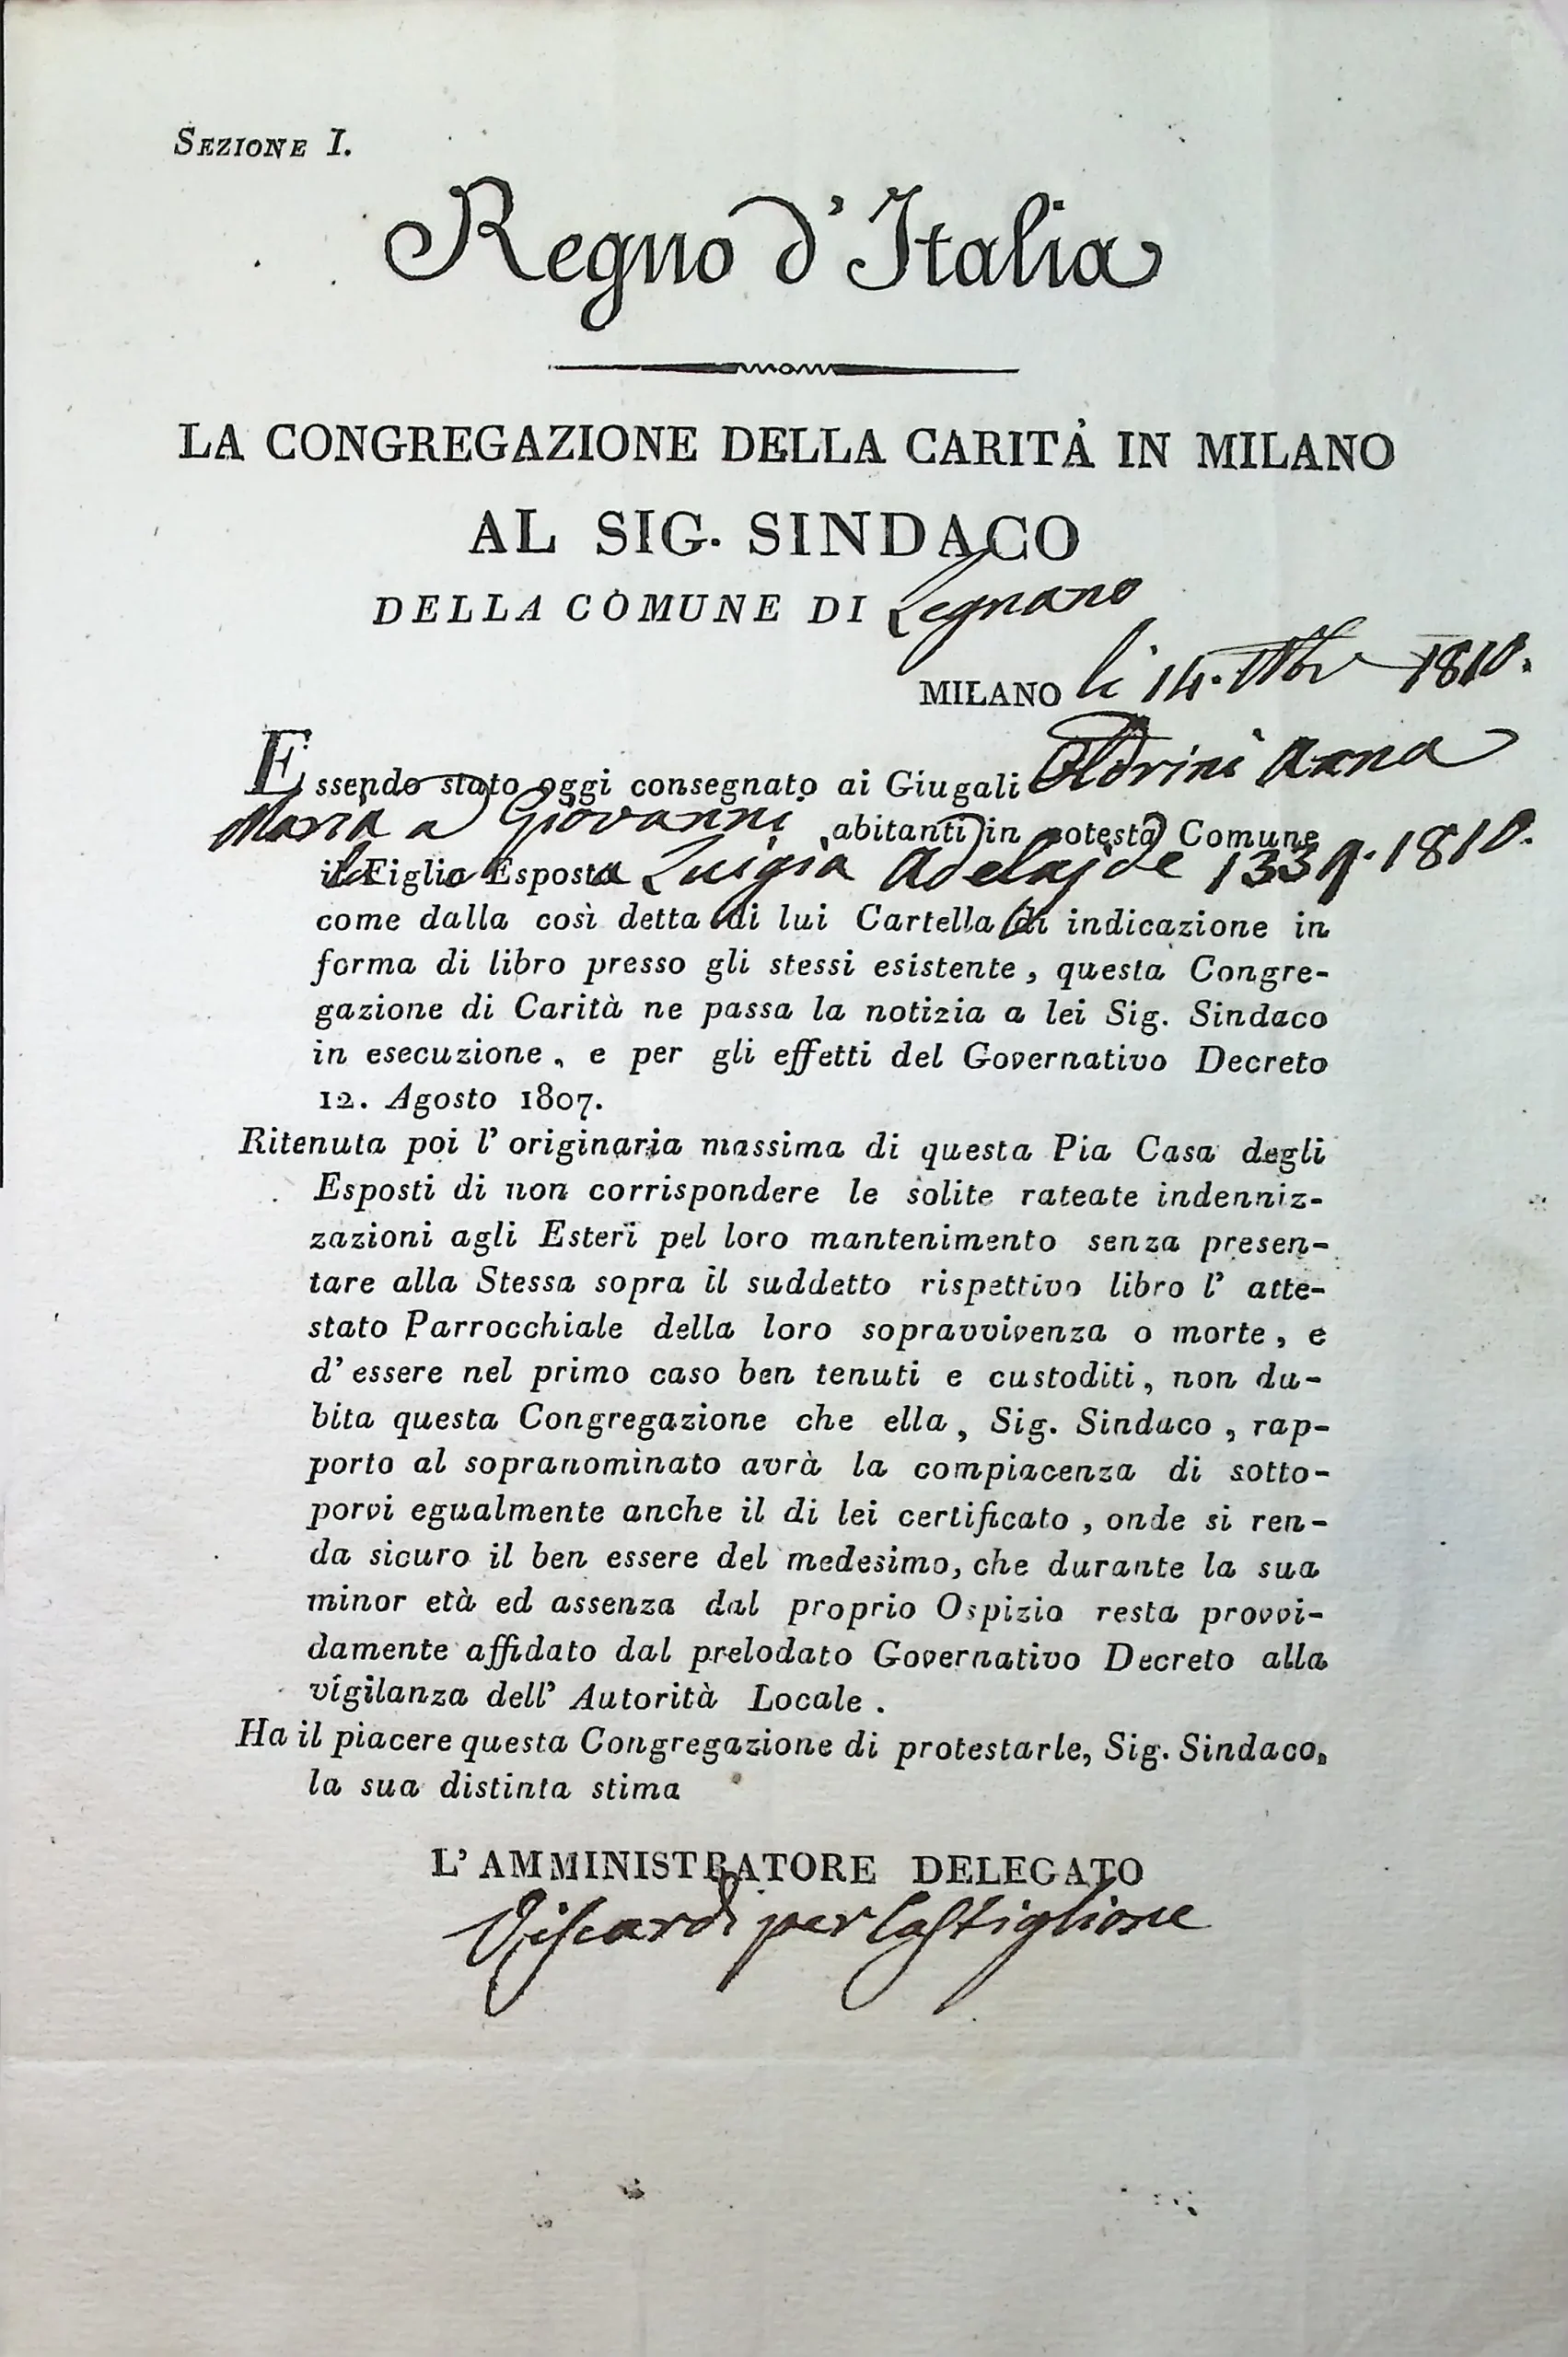 SEZIONE I.
Regno d'Italia
LA CONGREGAZIONE DELLA CARITÀ IN MILANO
AL SIG. SINDACO
DELLA COMUNE DI Legnano
MILANO li 14. 1810.
Essendo stato oggi consegnato ai Giugali Oldrini Anna
Maria a Giovanni abitanti in cotesta Comune
la Figlia Esposta Luigia Adelajde 1810.
come dalla così detta di lui Cartella di indicazione in
forma di libro presso gli stessi esistente, questa Congre-
gazione di Carità ne passa la notizia a lei Sig. Sindaco
in esecuzione, e per gli effetti del Governativo Decreto
12. Agosto 1807.
Ritenuta poi l' originaria massima di questa Pia Casa degli
Esposti di non corrispondere le solite rateate indenniz-
zazioni agli Esteri pel loro mantenimento senza presen-
tare alla Stessa sopra il suddetto rispettivo libro l' atte-
stato Parrocchiale della loro sopravvivenza o morte, e
d' essere nel primo caso ben tenuti e custoditi, non du-
bita questa Congregazione che ella, Sig. Sindaco, rap-
porto al sopranominato avrà la compiacenza di sotto-
porvi egualmente anche il di lei certificato, onde si ren-
da sicuro il ben essere del medesimo, che durante la sua
minor età ed assenza dal proprio Ospizio resta provvi-
damente affidato dal prelodato Governativo Decreto alla
vigilanza dell' Autorità Locale.
Ha il piacere questa Congregazione di protestarle, Sig. Sindaco,
la sua distinta stima
L' AMMINISTRATORE DELEGATO
Viscardi per Castiglione